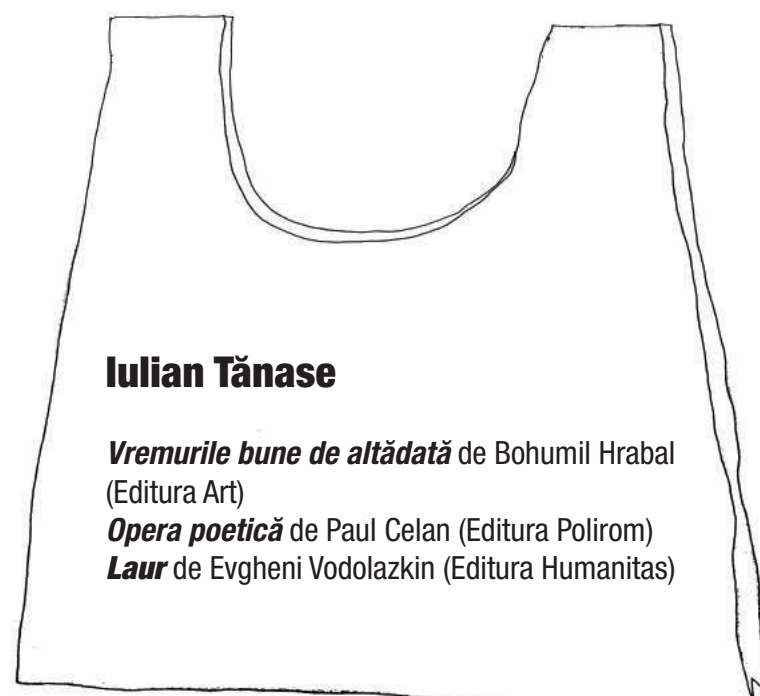 Iulian Tănase
Vremurile bune de altădată de Bohumil Hrabal
(Editura Art)
Opera poetică de Paul Celan (Editura Polirom)
Laur de Evgheni Vodolazkin (Editura Humanitas)